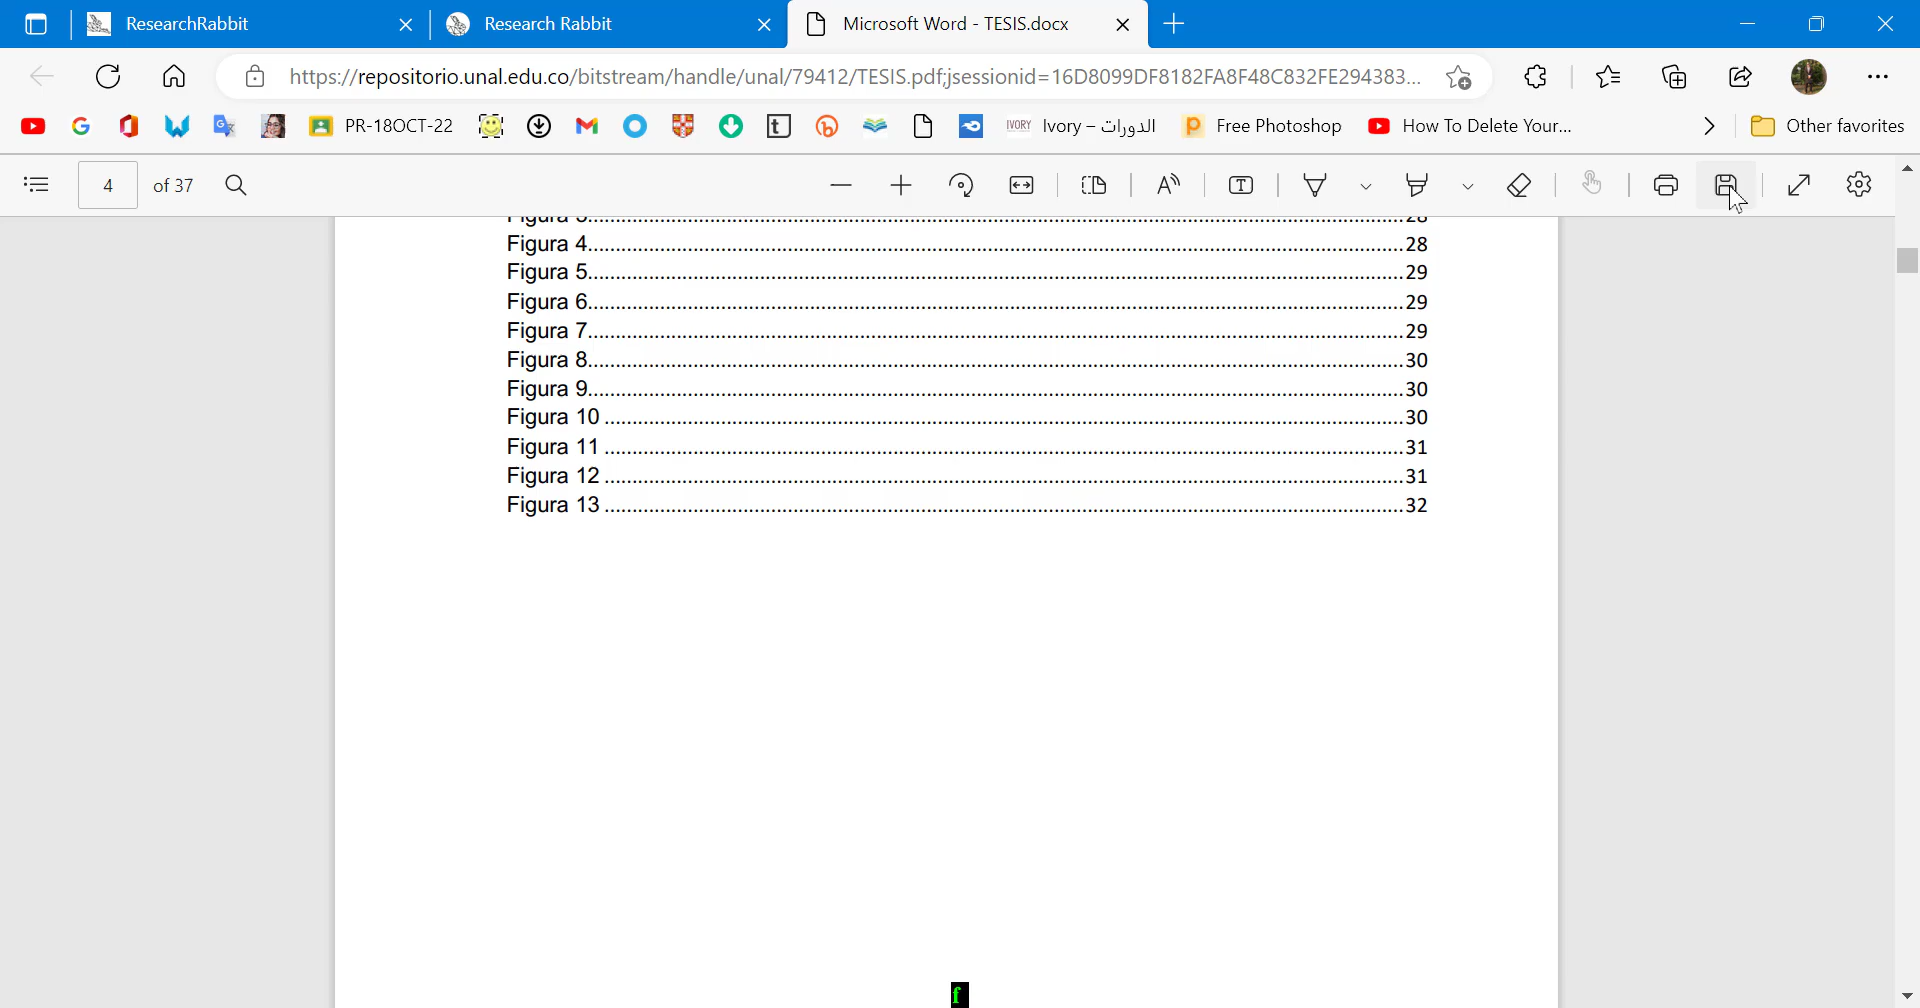 ResearchRabbit
Research Rabbit
Microsoft Word - TESIS.docx
https://repositorio.unal.edu.co/bitstream/handle/unal/79412/TESIS.pdf;jsessionid=16D8099DF8182FA8F48C832FE294383...
PR-18OCT-22
IVORY
Ivory – الدورات
Free Photoshop
How To Delete Your...
Other favorites
4 of 37
Figura 4....28
Figura 5....29
Figura 6....29
Figura 7....29
Figura 8....30
Figura 9....30
Figura 10....30
Figura 11....31
Figura 12....31
Figura 13....32
f